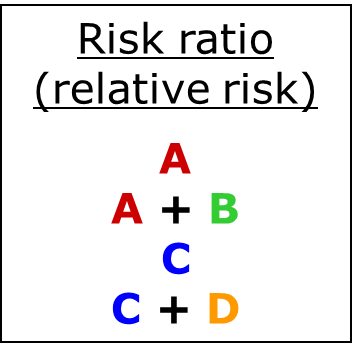 Risk ratio
(relative risk)
A
A + B
C
C + D